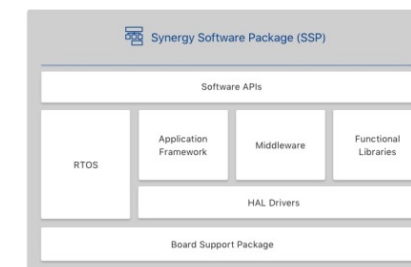 Synergy Software Package (SSP)
Software APIs
RTOS
Application
Framework
Middleware
Functional
Libraries
HAL Drivers
Board Support Package